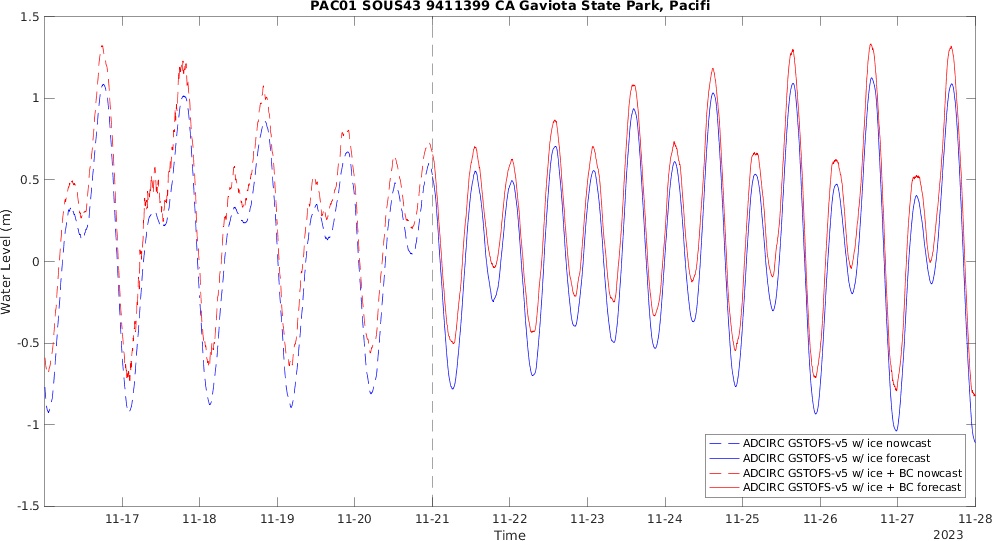 PAC01 SOUS43 9411399 CA Gaviota State Park, Pacifi
1.5
1
0.5
0
-0.5
-1
-1.5
Water Level (m)
11-17
11-18
11-19
11-20
11-21
11-22
11-23
11-24
11-25
11-26
11-27
11-28
Time
2023
ADCIRC GSTOFS-v5 w/ ice nowcast
ADCIRC GSTOFS-v5 w/ ice forecast
ADCIRC GSTOFS-v5 w/ ice + BC nowcast
ADCIRC GSTOFS-v5 w/ ice + BC forecast